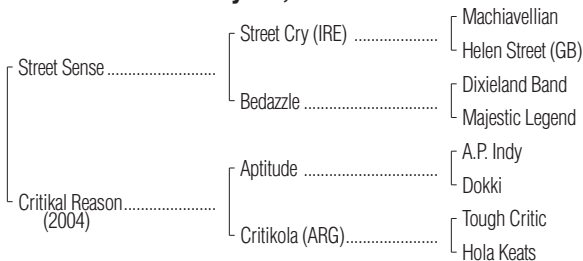 Machiavellian
Street Cry (IRE) ..................
Helen Street (GB)
Street Sense .......................
Dixieland Band
Bedazzle .............................
Majestic Legend
A.P. Indy
Aptitude .............................
Dokki
Critikal Reason....................
(2004)
Tough Critic
Critikola (ARG)....................
Hola Keats